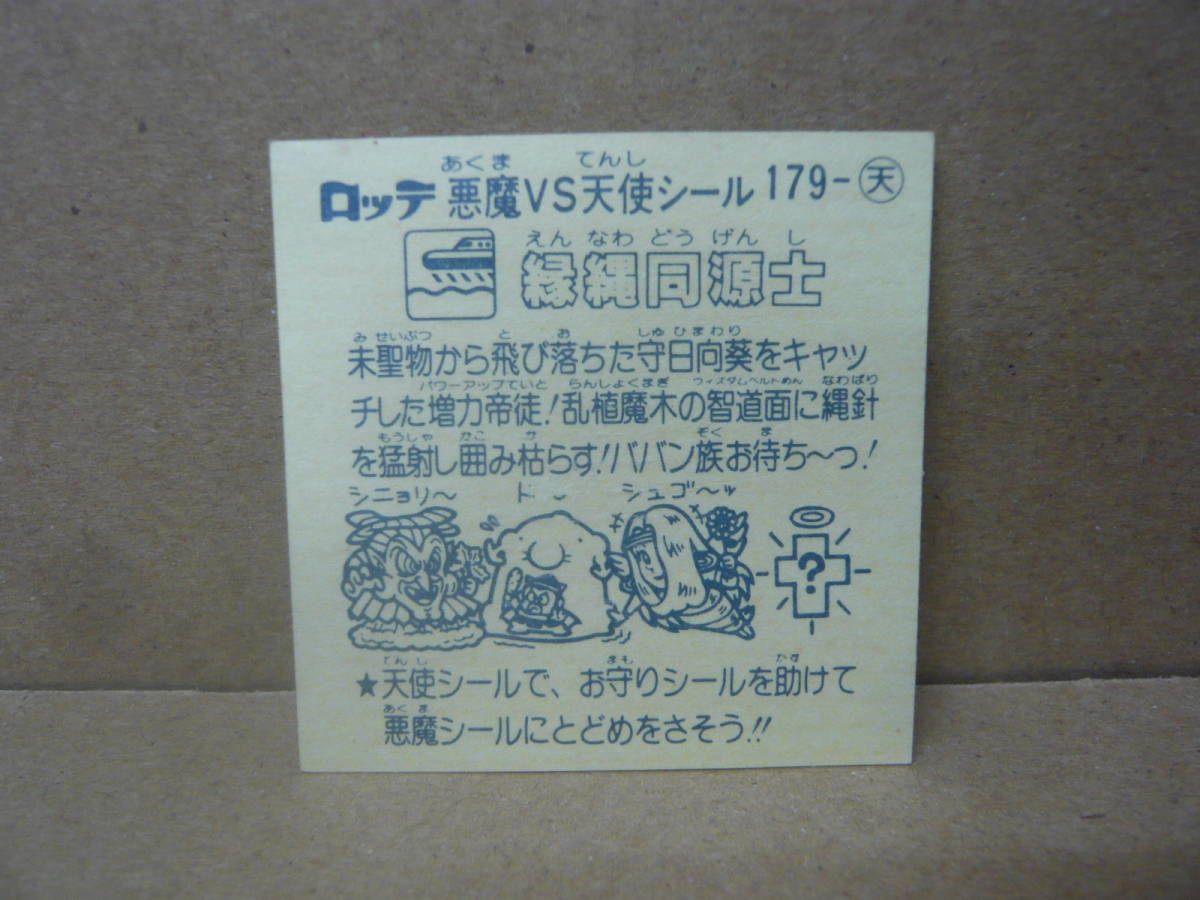 あくま てんし
ロッテ 悪魔VS天使シール 179-天
えん なわ どう げん し
縁縄同源士
み せいぶつ と お しゅ ひまわり
未聖物から飛び落ちた守日向葵をキャッ
パワーアップていと らんしょくまぎ ウィズダムベルトめん なわばり
チした増力帝徒!乱植魔木の智道面に縄針
もうしゃ かこ か ぞく ま
を猛射し囲み枯らす!!ババン族お待ち〜っ!
シニョリ〜 シュゴ〜ッ
?
てんし まも たす
★天使シールで、お守りシールを助けて
あくま
悪魔シールにとどめをさそう!!